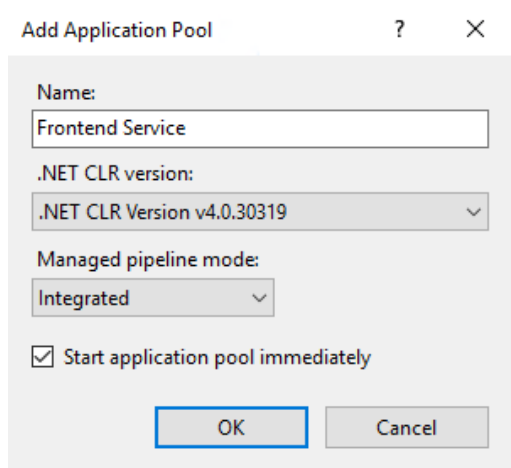 Add Application Pool ?
Name:
Frontend Service
.NET CLR version:
.NET CLR Version v4.0.30319
Managed pipeline mode:
Integrated
Start application pool immediately
OK Cancel